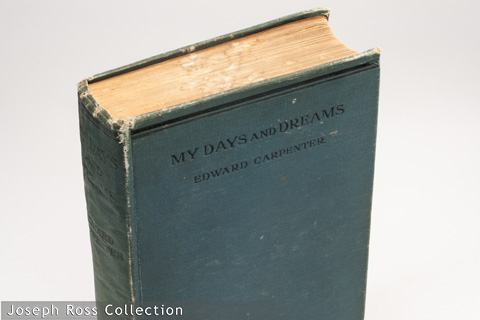 MY DAYS AND DREAMS
EDWARD CARPENTER
Joseph Ross Collection